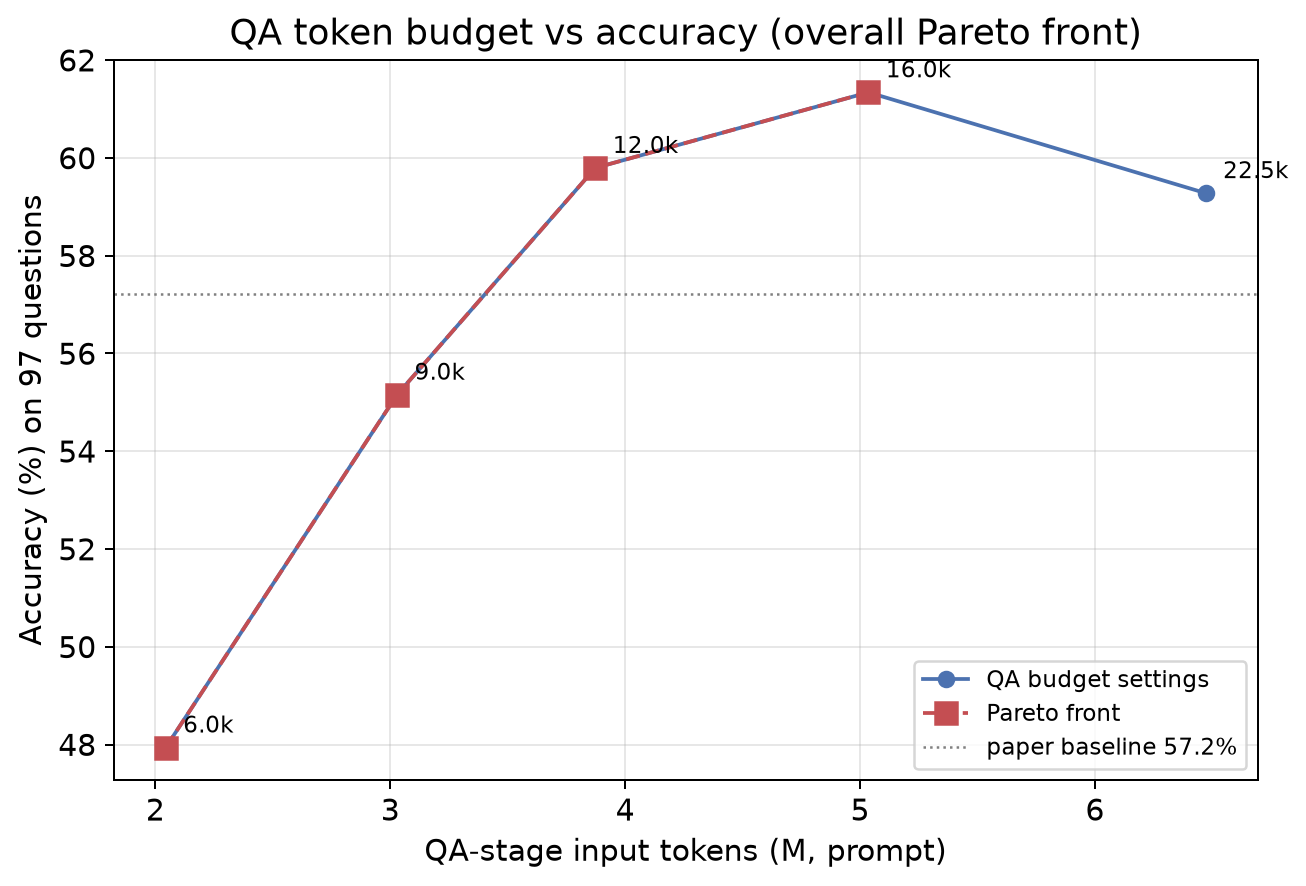 QA token budget vs accuracy (overall Pareto front)
62
60
58
56
54
52
50
48
Accuracy (%) on 97 questions
16.0k
12.0k
22.5k
9.0k
6.0k
QA budget settings
Pareto front
paper baseline 57.2%
2
3
4
5
6
QA-stage input tokens (M, prompt)